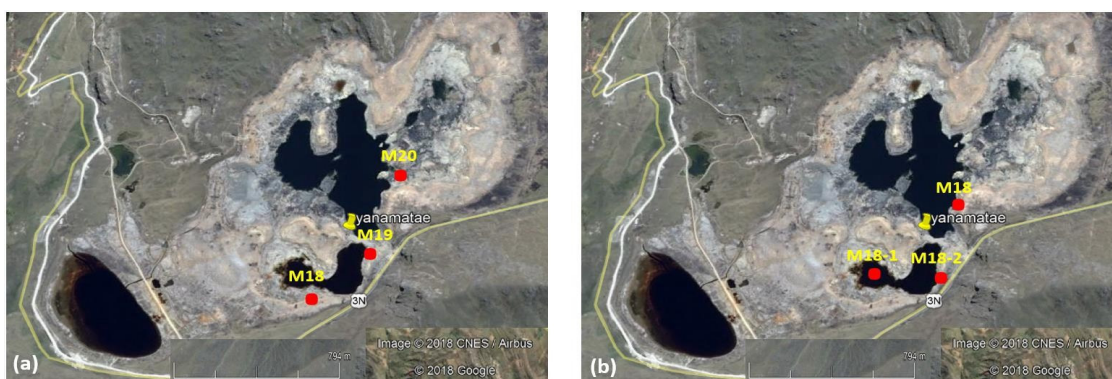 M20
yanamatae
M19
M18
3N
794 m
Image © 2018 CNES / Airbus
© 2018 Google
(a)
M18
yanamatae
M18-1
M18-2
3N
794 m
Image © 2018 CNES / Airbus
© 2018 Google
(b)